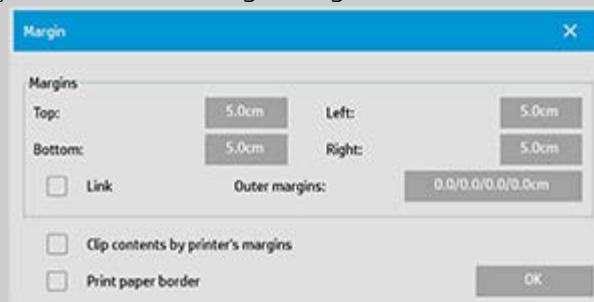 Margin
Margins
Top: 5.0cm Left: 5.0cm
Bottom: 5.0cm Right: 5.0cm
Link Outer margins: 0.0/0.0/0.0/0.0cm
Clip contents by printer's margins
Print paper border OK